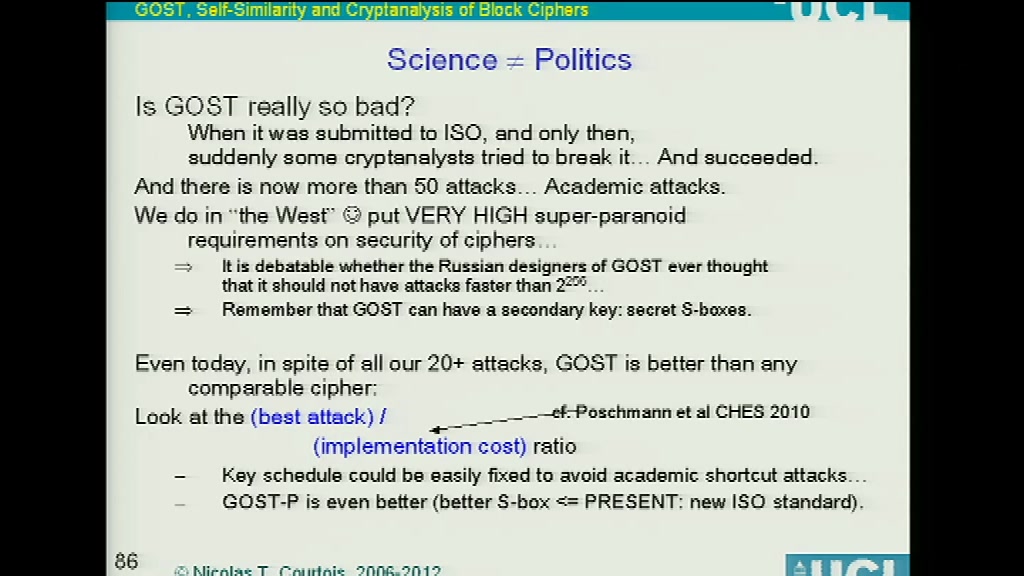 GOST, Self-Similarity and Cryptanalysis of Block Ciphers
UCL
Science ≠ Politics
Is GOST really so bad?
When it was submitted to ISO, and only then,
suddenly some cryptanalysts tried to break it... And succeeded.
And there is now more than 50 attacks... Academic attacks.
We do in “the West” ☺ put VERY HIGH super-paranoid
requirements on security of ciphers...
⇒ It is debatable whether the Russian designers of GOST ever thought
that it should not have attacks faster than 2^256...
⇒ Remember that GOST can have a secondary key: secret S-boxes.
Even today, in spite of all our 20+ attacks, GOST is better than any
comparable cipher:
Look at the (best attack) /
cf. Poschmann et al CHES 2010
(implementation cost) ratio
– Key schedule could be easily fixed to avoid academic shortcut attacks...
– GOST-P is even better (better S-box <= PRESENT: new ISO standard).
86
© Nicolas T. Courtois, 2006-2012
UCL